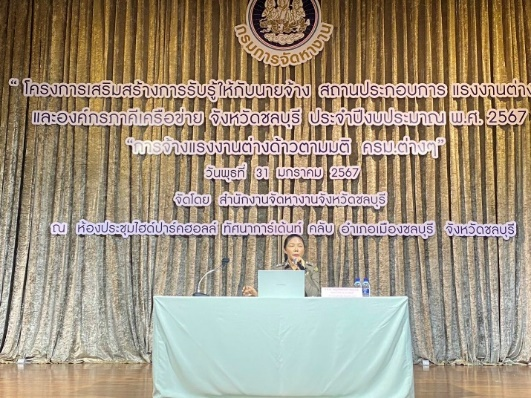 กรมการจัดหางาน
“ โครงการเสริมสร้างการรับรู้ให้กับนายจ้าง สถานประกอบการ แรงงานต่าง
และองค์กรภาคีเครือข่าย จังหวัดชลบุรี ประจำปีงบประมาณ พ.ศ. 2567
“การจ้างแรงงานต่างด้าวตามมติ ครม.ต่างๆ”
วันพุธที่ 31 มกราคม 2567
จัดโดย สำนักงานจัดหางานจังหวัดชลบุรี
ณ ห้องประชุมไฮด์ปาร์คฮอลล์ ทัศนาการ์เด้นท์ คลับ อำเภอเมืองชลบุรี จังหวัดชลบุรี